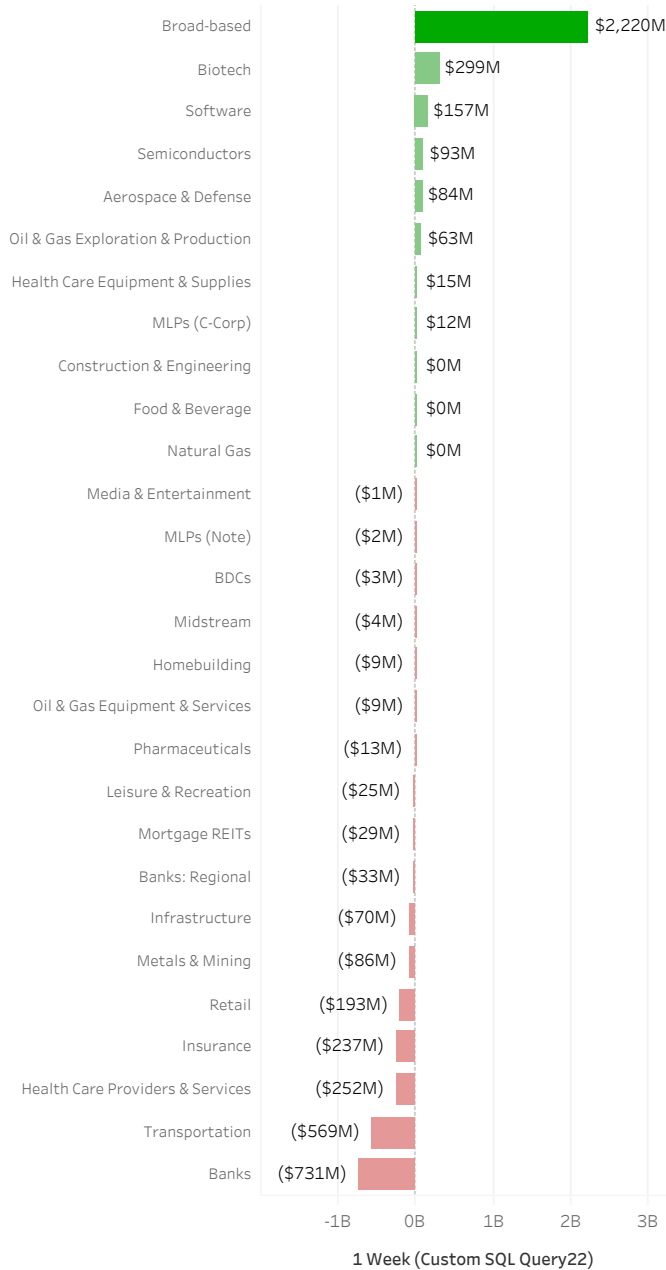 Broad-based $2,220M
Biotech $299M
Software $157M
Semiconductors $93M
Aerospace & Defense $84M
Oil & Gas Exploration & Production $63M
Health Care Equipment & Supplies $15M
MLPs (C-Corp) $12M
Construction & Engineering $0M
Food & Beverage $0M
Natural Gas $0M
Media & Entertainment ($1M)
MLPs (Note) ($2M)
BDCs ($3M)
Midstream ($4M)
Homebuilding ($9M)
Oil & Gas Equipment & Services ($9M)
Pharmaceuticals ($13M)
Leisure & Recreation ($25M)
Mortgage REITs ($29M)
Banks: Regional ($33M)
Infrastructure ($70M)
Metals & Mining ($86M)
Retail ($193M)
Insurance ($237M)
Health Care Providers & Services ($252M)
Transportation ($569M)
Banks ($731M)
-1B 0B 1B 2B 3B
1 Week (Custom SQL Query22)